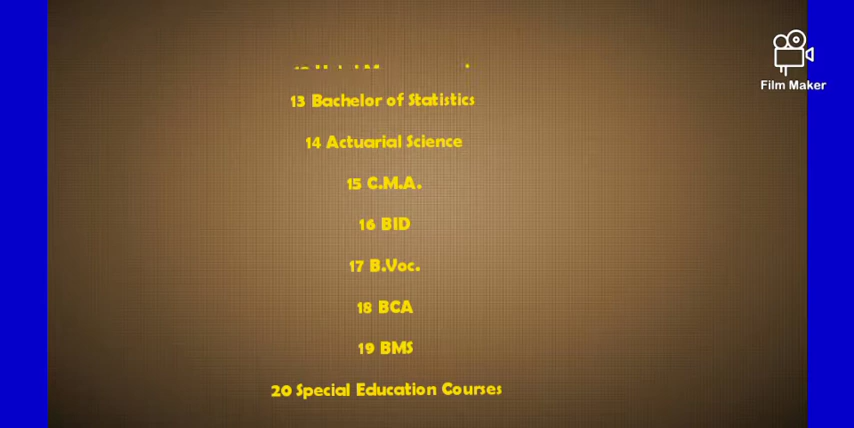 13 Bachelor of Statistics
14 Actuarial Science
15 C.M.A.
16 BID
17 B.Voc.
18 BCA
19 BMS
20 Special Education Courses
Film Maker